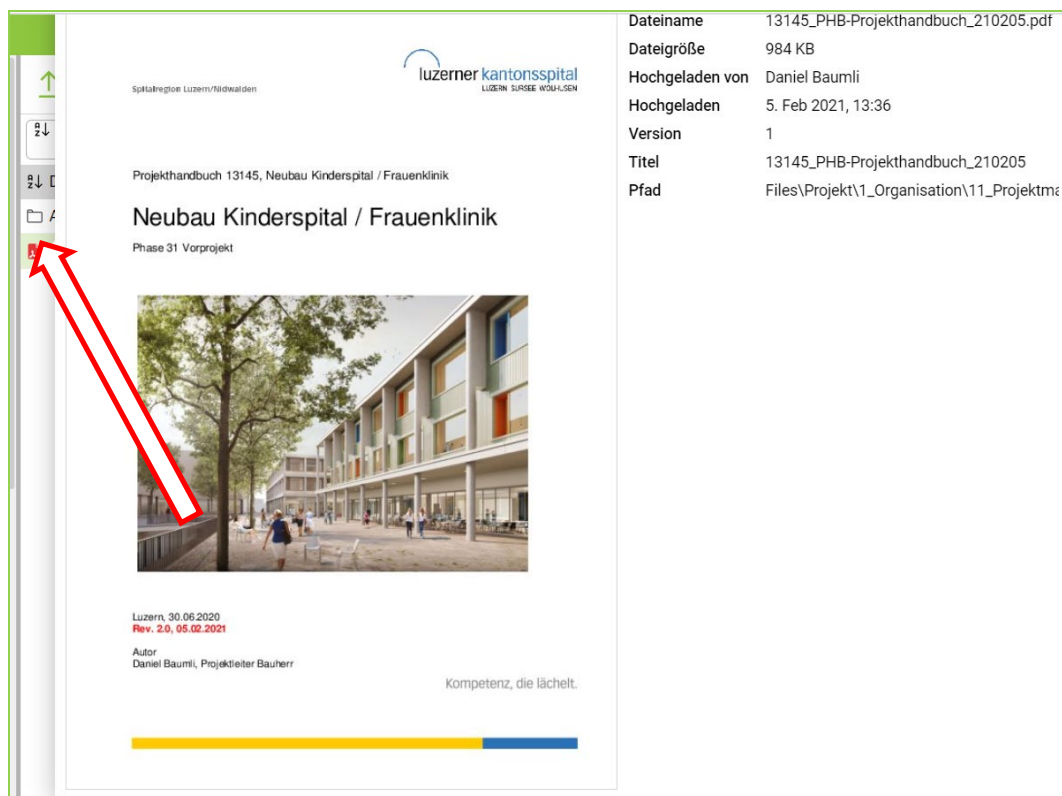 luzerner kantonsspital
LUZERN SURSEE WOLHUSEN
Spitalregion Luzern/Nidwalden
Projekthandbuch 13145, Neubau Kinderspital / Frauenklinik
Neubau Kinderspital / Frauenklinik
Phase 31 Vorprojekt
Luzern, 30.06.2020
Rev. 2.0, 05.02.2021
Autor
Daniel Baumli, Projektleiter Bauherr
Kompetenz, die lächelt.
Dateiname 13145_PHB-Projekthandbuch_210205.pdf
Dateigröße 984 KB
Hochgeladen von Daniel Baumli
Hochgeladen 5. Feb 2021, 13:36
Version 1
Titel 13145_PHB-Projekthandbuch_210205
Pfad Files\Projekt\1_Organisation\11_Projektma